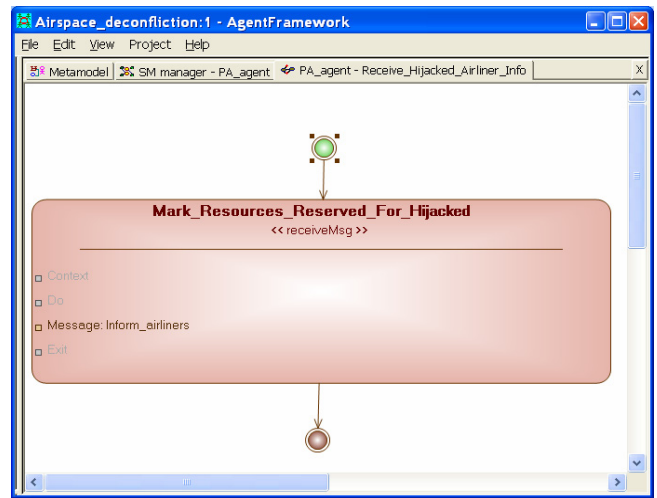 Airspace_deconfliction:1 - AgentFramework
File Edit View Project Help
Metamodel SM manager - PA_agent PA_agent - Receive_Hijacked_Airliner_Info X
Mark_Resources_Reserved_For_Hijacked
<< receiveMsg >>
Context
Do
Message: Inform_airliners
Exit